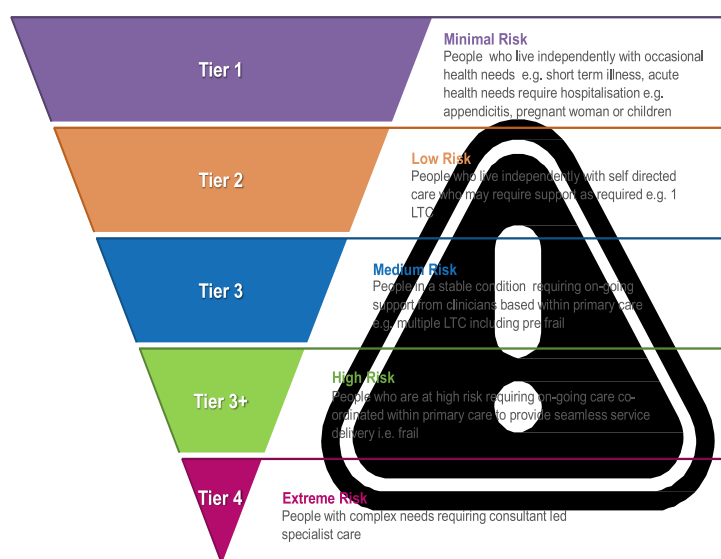 Tier 1
Minimal Risk
People who live independently with occasional
health needs e.g. short term illness, acute
health needs require hospitalisation e.g.
appendicitis, pregnant woman or children
Tier 2
Low Risk
People who live independently with self directed
care who may require support as required e.g. 1
LTC
Tier 3
Medium Risk
People in a stable condition requiring on-going
support from clinicians based within primary care
e.g. multiple LTC including pre frail
Tier 3+
High Risk
People who are at high risk requiring on-going care co-
ordinated within primary care to provide seamless service
delivery i.e. frail
Tier 4
Extreme Risk
People with complex needs requiring consultant led
specialist care